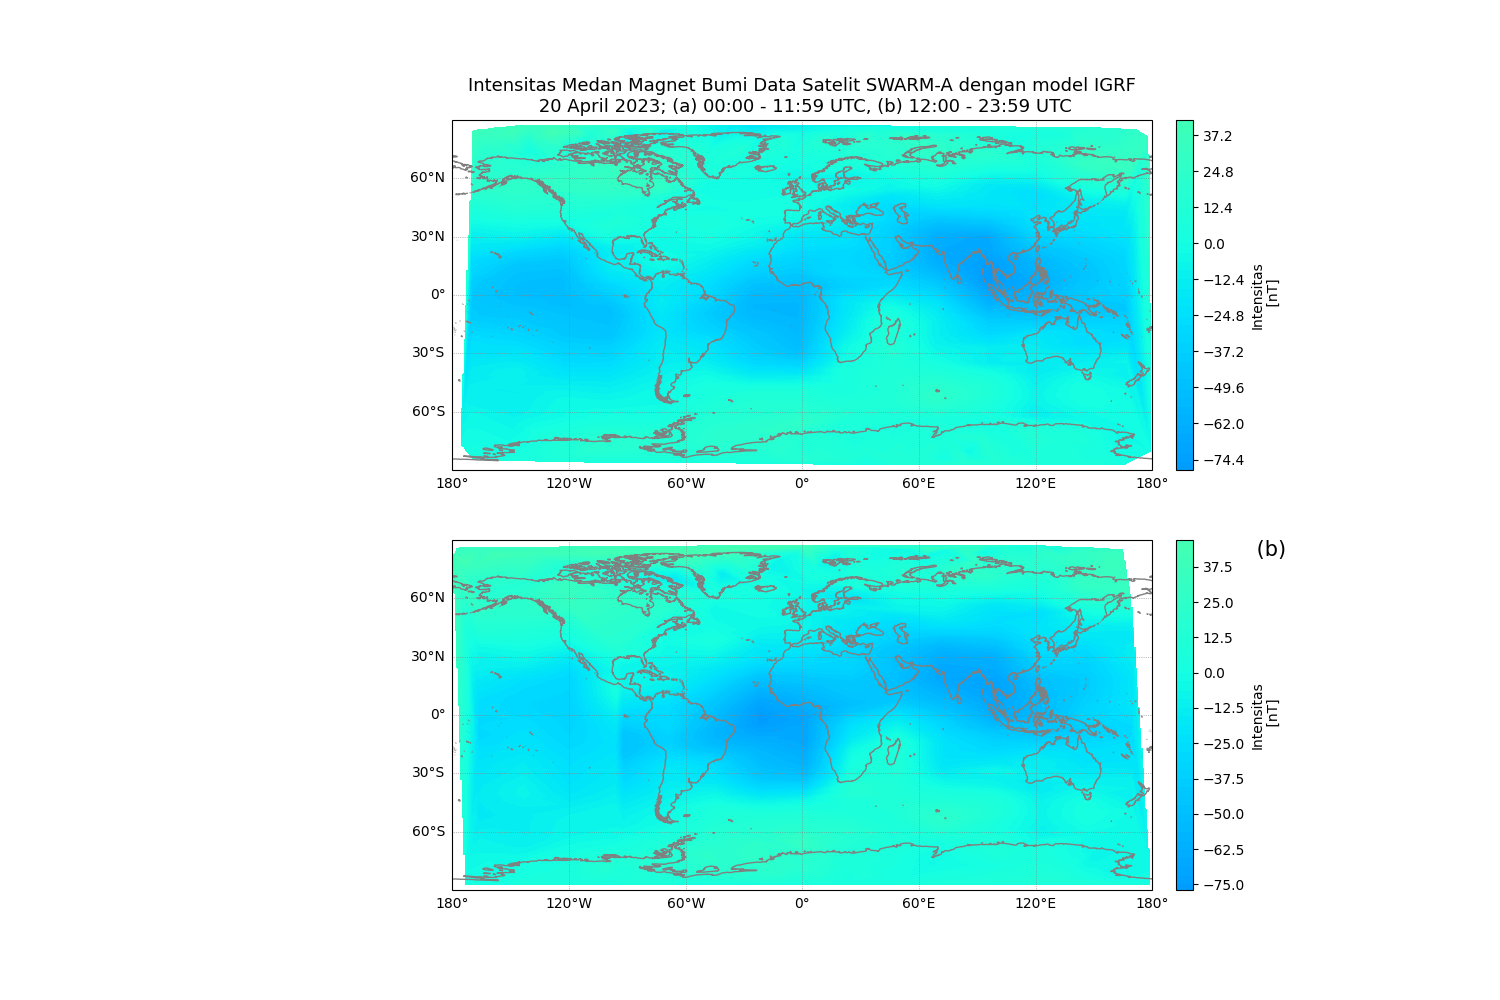 Intensitas Medan Magnet Bumi Data Satelit SWARM-A dengan model IGRF
20 April 2023; (a) 00:00 - 11:59 UTC, (b) 12:00 - 23:59 UTC
60°N
30°N
0°
30°S
60°S
180°
120°W
60°W
0°
60°E
120°E
180°
37.2
24.8
12.4
0.0
−12.4
−24.8
−37.2
−49.6
−62.0
−74.4
Intensitas
[nT]
(b)
60°N
30°N
0°
30°S
60°S
180°
120°W
60°W
0°
60°E
120°E
180°
37.5
25.0
12.5
0.0
−12.5
−25.0
−37.5
−50.0
−62.5
−75.0
Intensitas
[nT]